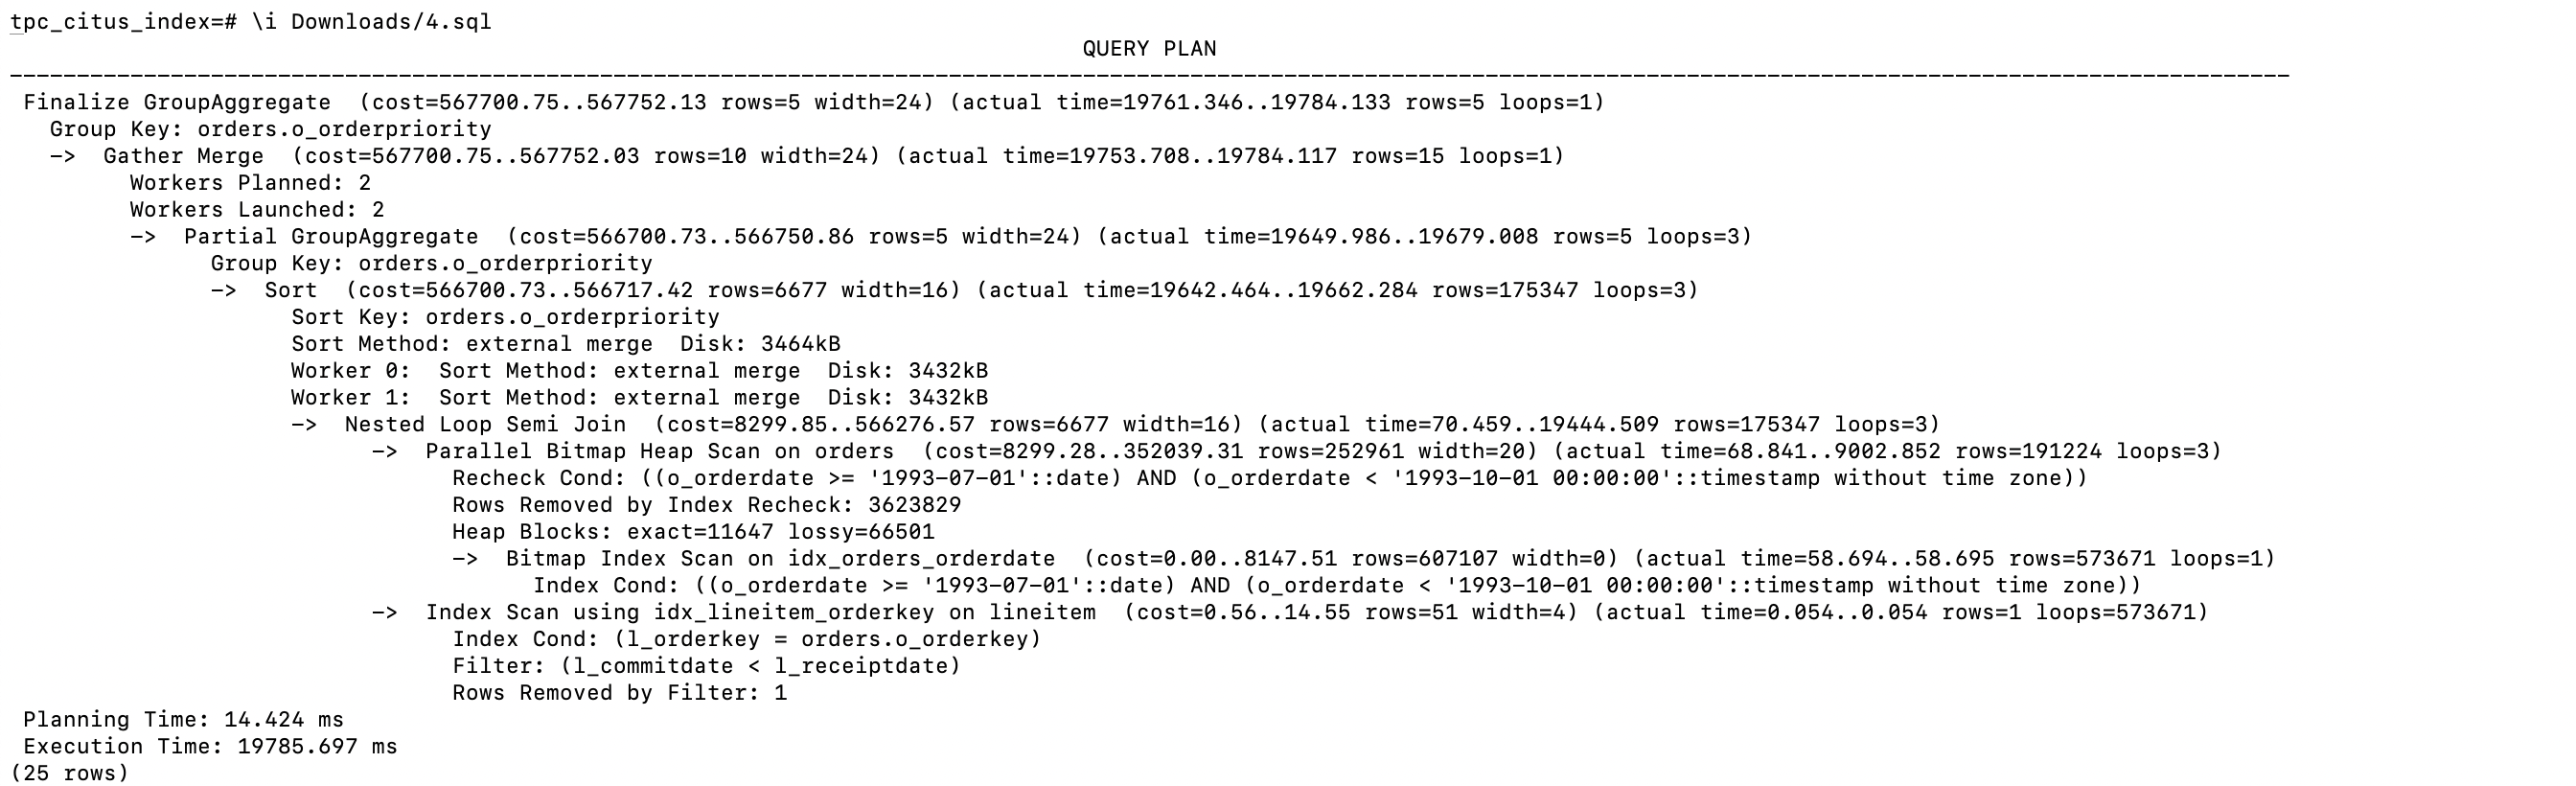 tpc_citus_index=# \i Downloads/4.sql
QUERY PLAN
--------------------------------------------------------------------------------------------------------------------------------------------------------------------------
Finalize GroupAggregate  (cost=567700.75..567752.13 rows=5 width=24) (actual time=19761.346..19784.133 rows=5 loops=1)
  Group Key: orders.o_orderpriority
  ->  Gather Merge  (cost=567700.75..567752.03 rows=10 width=24) (actual time=19753.708..19784.117 rows=15 loops=1)
        Workers Planned: 2
        Workers Launched: 2
        ->  Partial GroupAggregate  (cost=566700.73..566750.86 rows=5 width=24) (actual time=19649.986..19679.008 rows=5 loops=3)
              Group Key: orders.o_orderpriority
              ->  Sort  (cost=566700.73..566717.42 rows=6677 width=16) (actual time=19642.464..19662.284 rows=175347 loops=3)
                    Sort Key: orders.o_orderpriority
                    Sort Method: external merge  Disk: 3464kB
                    Worker 0:  Sort Method: external merge  Disk: 3432kB
                    Worker 1:  Sort Method: external merge  Disk: 3432kB
                    ->  Nested Loop Semi Join  (cost=8299.85..566276.57 rows=6677 width=16) (actual time=70.459..19444.509 rows=175347 loops=3)
                          ->  Parallel Bitmap Heap Scan on orders  (cost=8299.28..352039.31 rows=252961 width=20) (actual time=68.841..9002.852 rows=191224 loops=3)
                                Recheck Cond: ((o_orderdate >= '1993-07-01'::date) AND (o_orderdate < '1993-10-01 00:00:00'::timestamp without time zone))
                                Rows Removed by Index Recheck: 3623829
                                Heap Blocks: exact=11647 lossy=66501
                                ->  Bitmap Index Scan on idx_orders_orderdate  (cost=0.00..8147.51 rows=607107 width=0) (actual time=58.694..58.695 rows=573671 loops=1)
                                      Index Cond: ((o_orderdate >= '1993-07-01'::date) AND (o_orderdate < '1993-10-01 00:00:00'::timestamp without time zone))
                          ->  Index Scan using idx_lineitem_orderkey on lineitem  (cost=0.56..14.55 rows=51 width=4) (actual time=0.054..0.054 rows=1 loops=573671)
                                Index Cond: (l_orderkey = orders.o_orderkey)
                                Filter: (l_commitdate < l_receiptdate)
                                Rows Removed by Filter: 1
Planning Time: 14.424 ms
Execution Time: 19785.697 ms
(25 rows)